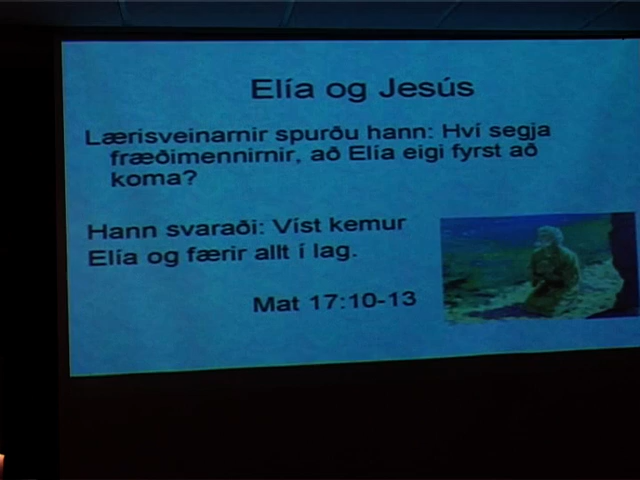 Elía og Jesús
Lærisveinarnir spurðu hann: Hví segja
fræðimennirnir, að Elía eigi fyrst að
koma?
Hann svaraði: Víst kemur
Elía og færir allt í lag.
Mat 17:10-13